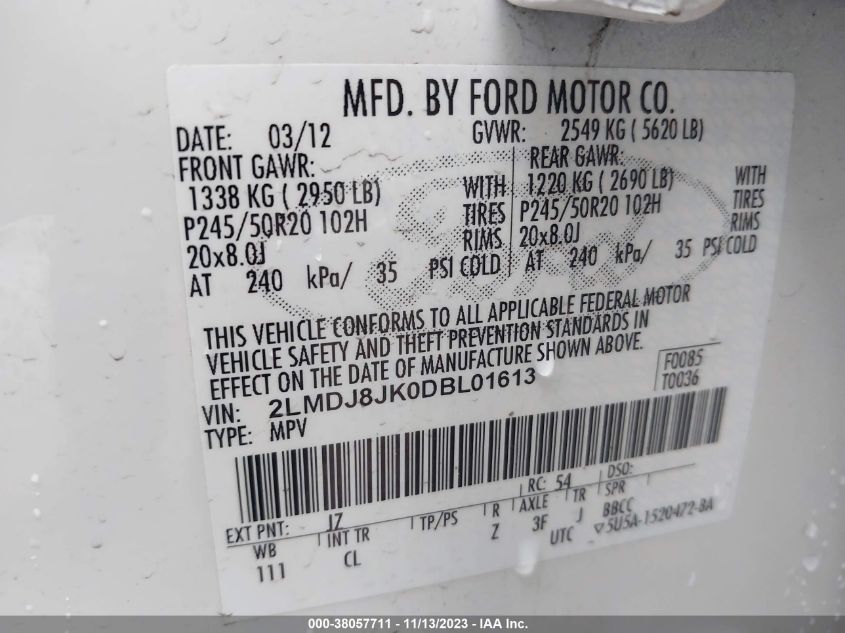 MFD. BY FORD MOTOR CO.
DATE: 03/12 GVWR: 2549 KG ( 5620 LB)
FRONT GAWR: REAR GAWR:
1338 KG ( 2950 LB) WITH 1220 KG ( 2690 LB) WITH
P245/50R20 102H TIRES P245/50R20 102H TIRES
20x8.0J RIMS 20x8.0J RIMS
AT 240 kPa/ 35 PSI COLD AT 240 kPa/ 35 PSI COLD
THIS VEHICLE CONFORMS TO ALL APPLICABLE FEDERAL MOTOR
VEHICLE SAFETY AND THEFT PREVENTION STANDARDS IN
EFFECT ON THE DATE OF MANUFACTURE SHOWN ABOVE.
F0085
VIN: 2LMDJ8JK0DBL01613 T0036
TYPE: MPV
EXT PNT: JZ RC: 54 DSO:
WB INT TR TP/PS R AXLE TR SPR
111 CL Z 3F J BBCC
UTC ▽5U5A-1520472-BA
000-38057711 - 11/13/2023 - IAA Inc.